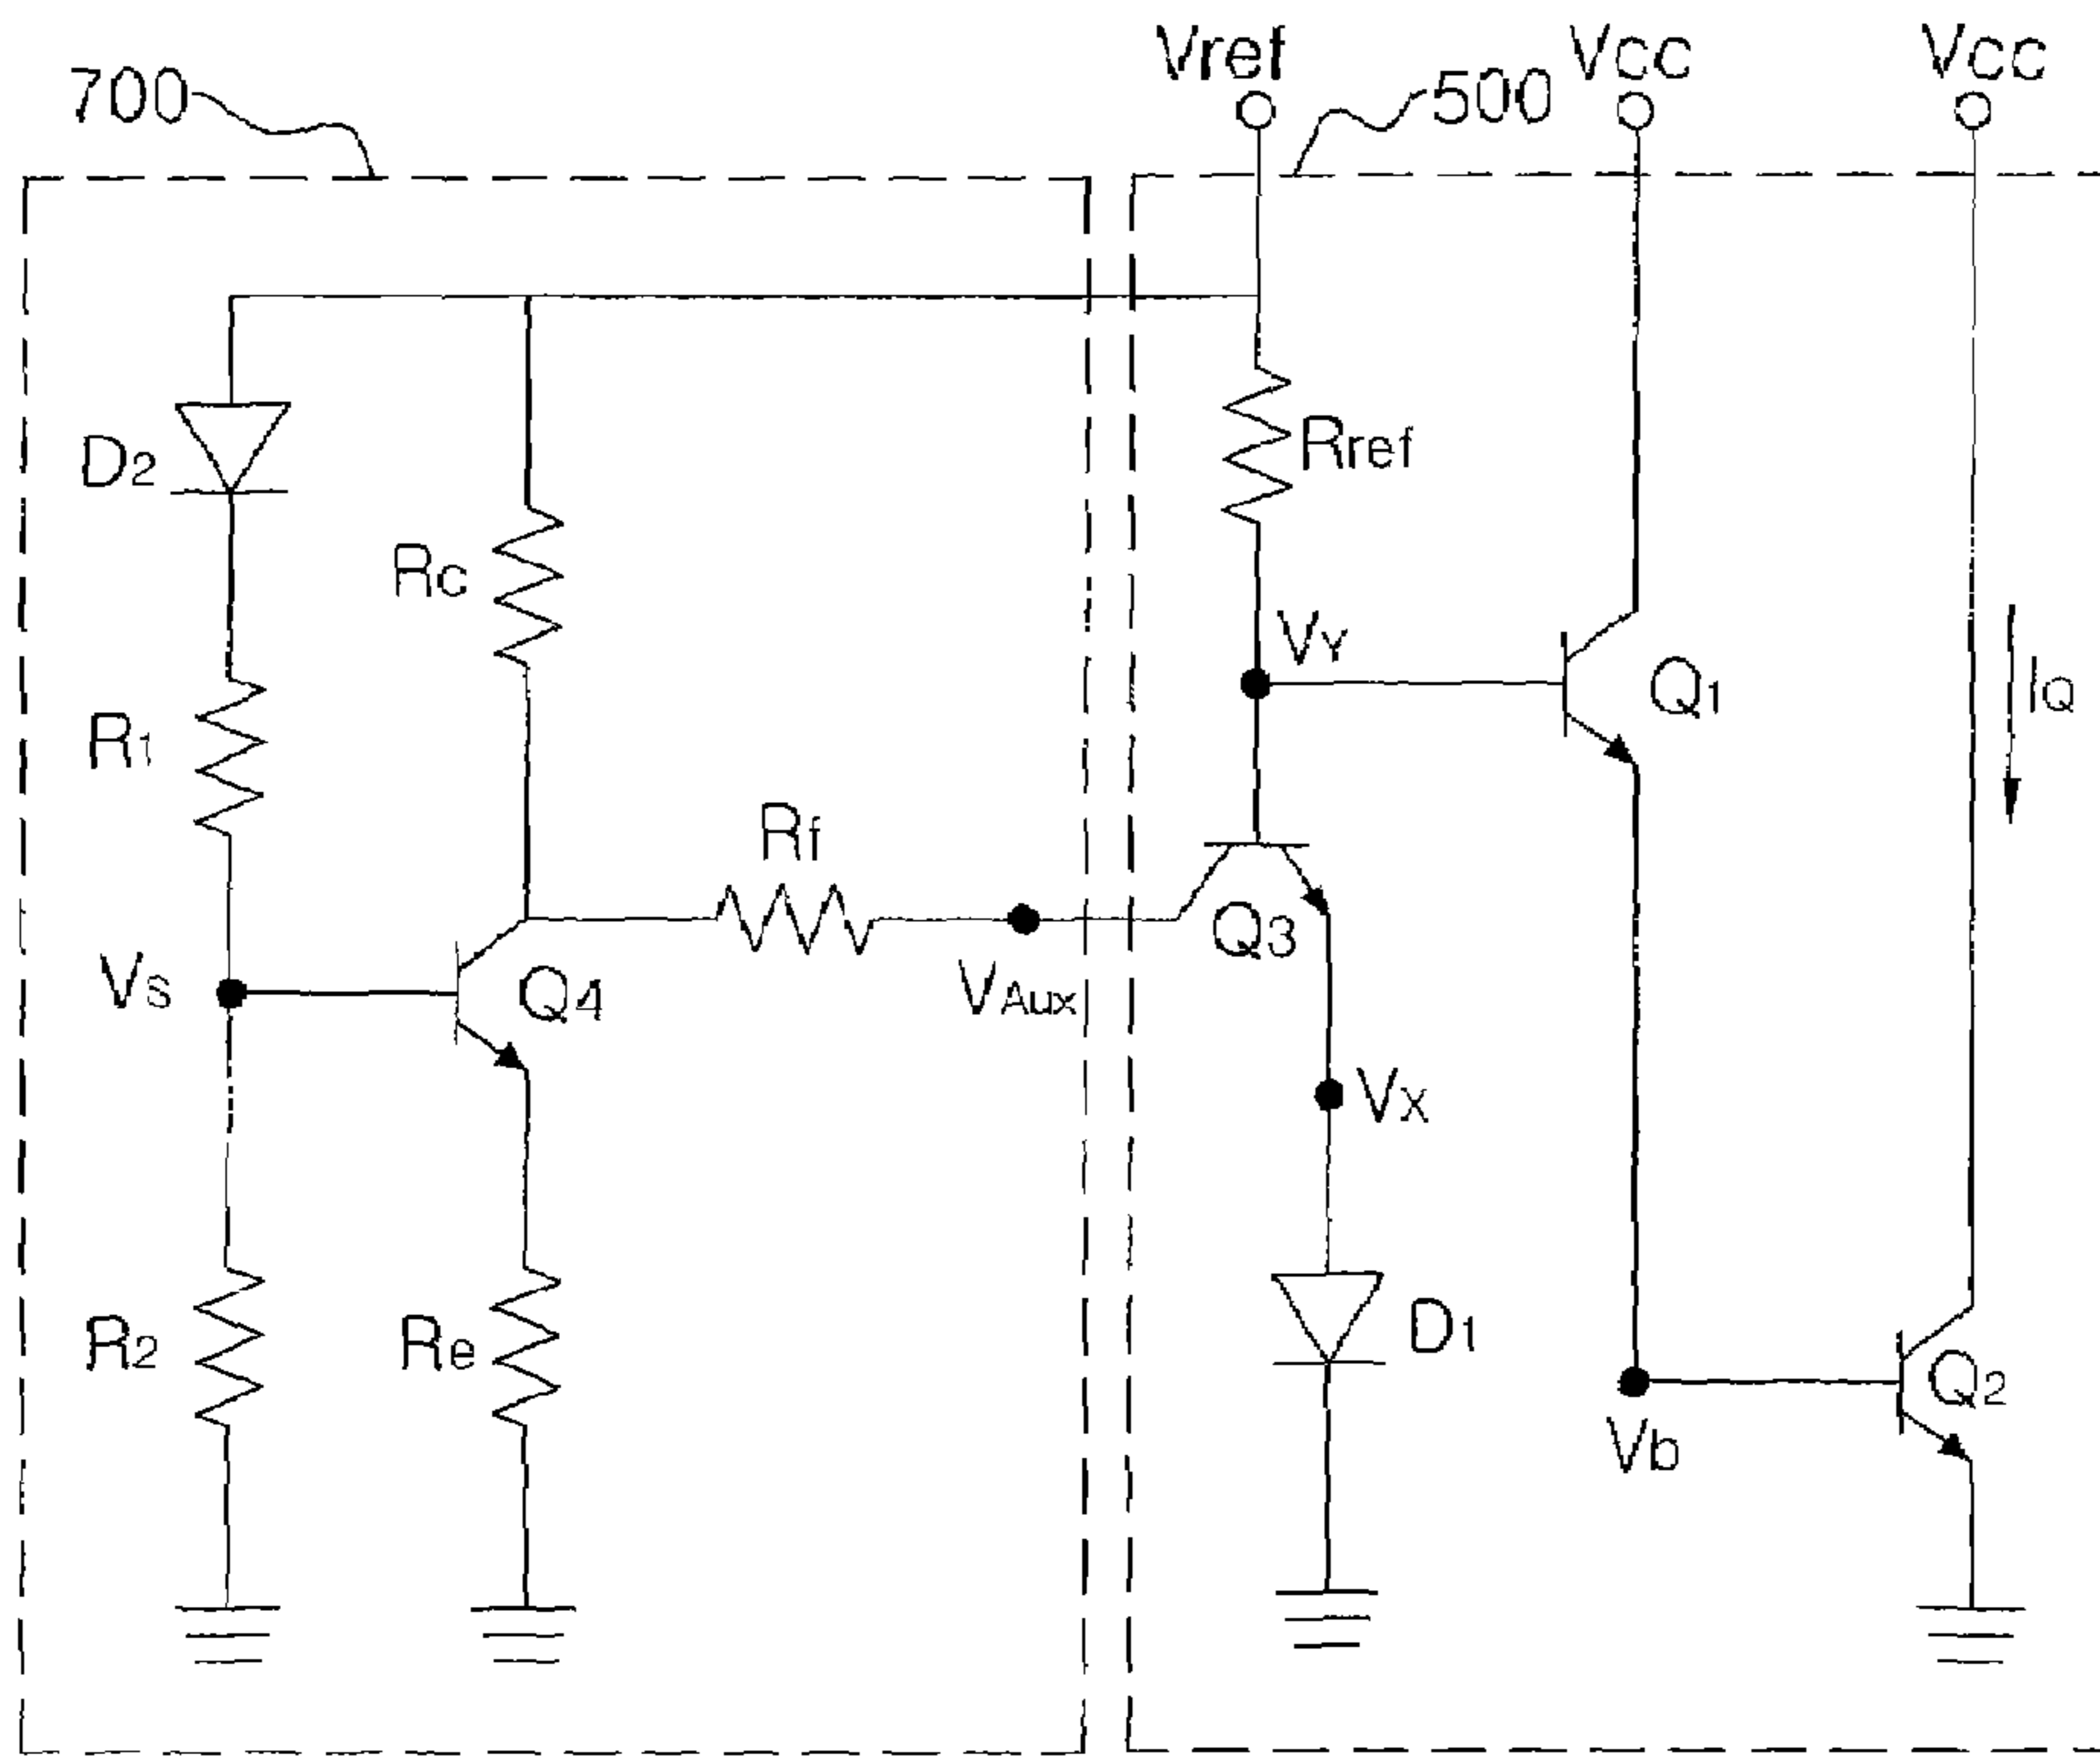 Vref
Vcc
Vcc
700
500
D2
Rref
Rc
VY
Q1
IQ
R1
Rf
Q3
Vs
Q4
VAux
Vx
R2
Re
D1
Q2
Vb